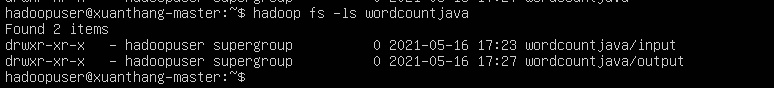 hadoopuser@xuanthang-master:~$ hadoop fs -ls wordcountjava
Found 2 items
drwxr-xr-x   - hadoopuser supergroup          0 2021-05-16 17:23 wordcountjava/input
drwxr-xr-x   - hadoopuser supergroup          0 2021-05-16 17:27 wordcountjava/output
hadoopuser@xuanthang-master:~$